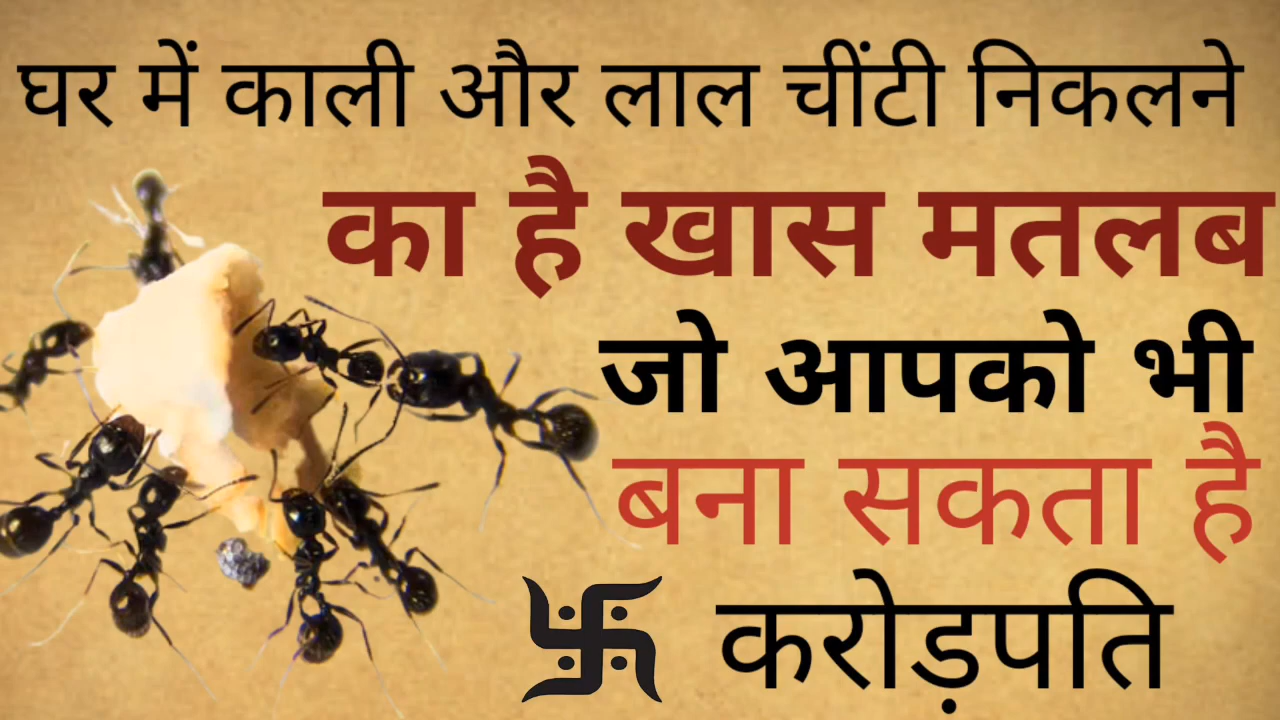 घर में काली और लाल चींटी निकलने
का है खास मतलब
जो आपको भी
बना सकता है
करोड़पति